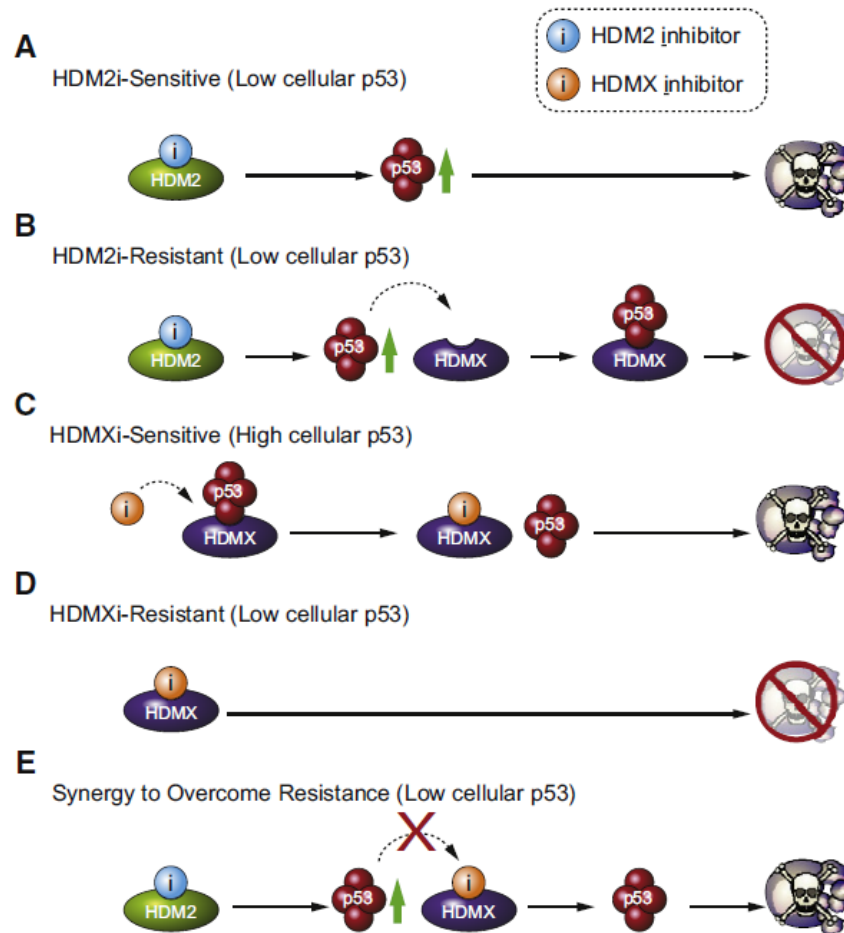 i HDM2 inhibitor
i HDMX inhibitor
A
HDM2i-Sensitive (Low cellular p53)
i
HDM2
p53
B
HDM2i-Resistant (Low cellular p53)
i
HDM2
p53
HDMX
p53
HDMX
C
HDMXi-Sensitive (High cellular p53)
i
p53
HDMX
i
HDMX
p53
D
HDMXi-Resistant (Low cellular p53)
i
HDMX
E
Synergy to Overcome Resistance (Low cellular p53)
i
HDM2
p53
i
HDMX
p53